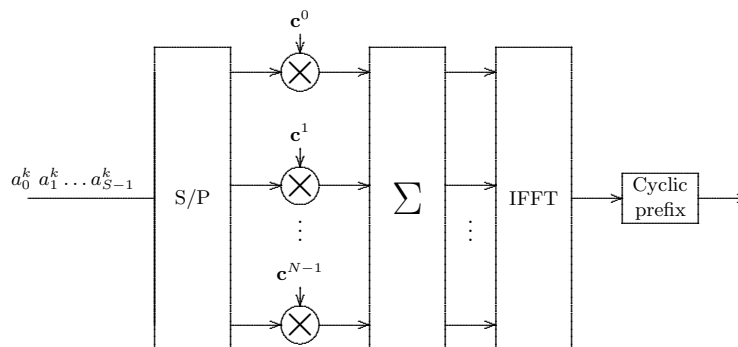 c^0
c^1
a_0^k a_1^k … a_{S−1}^k
S/P
⋮
∑
⋮
IFFT
Cyclic
prefix
c^{N−1}